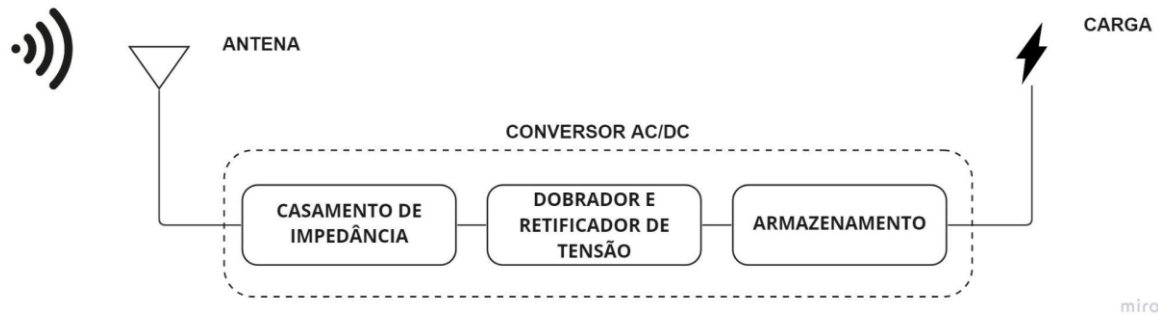 ANTENA
CARGA
CONVERSOR AC/DC
CASAMENTO DE
IMPEDÂNCIA
DOBRADOR E
RETIFICADOR DE
TENSÃO
ARMAZENAMENTO
miro